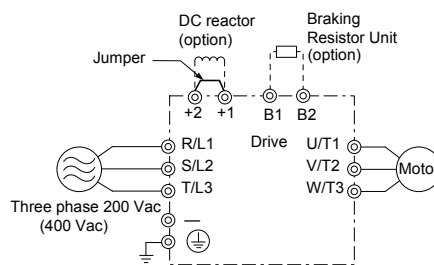 DC reactor
(option)
Braking
Resistor Unit
(option)
Jumper
+2 +1 B1 B2
R/L1 Drive U/T1
S/L2 V/T2 Moto
T/L3 W/T3
Three phase 200 Vac
(400 Vac)
–